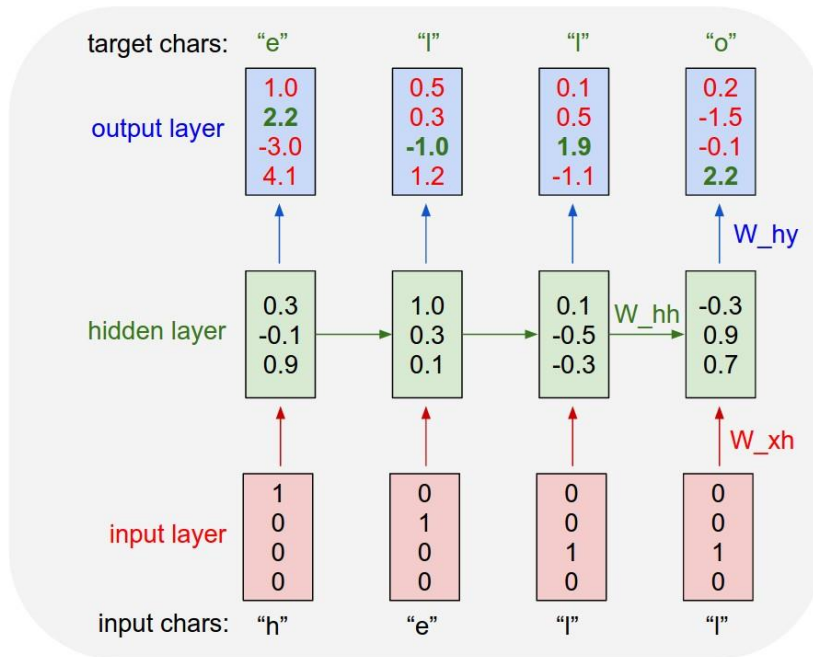 target chars: “e” “l” “l” “o”
1.0 0.5 0.1 0.2
2.2 0.3 0.5 -1.5
output layer
-3.0 -1.0 1.9 -0.1
4.1 1.2 -1.1 2.2
W_hy
0.3 1.0 0.1 -0.3
W_hh
hidden layer -0.1 0.3 -0.5 0.9
0.9 0.1 -0.3 0.7
W_xh
1 0 0 0
0 1 0 0
input layer
0 0 1 1
0 0 0 0
input chars: “h” “e” “l” “l”